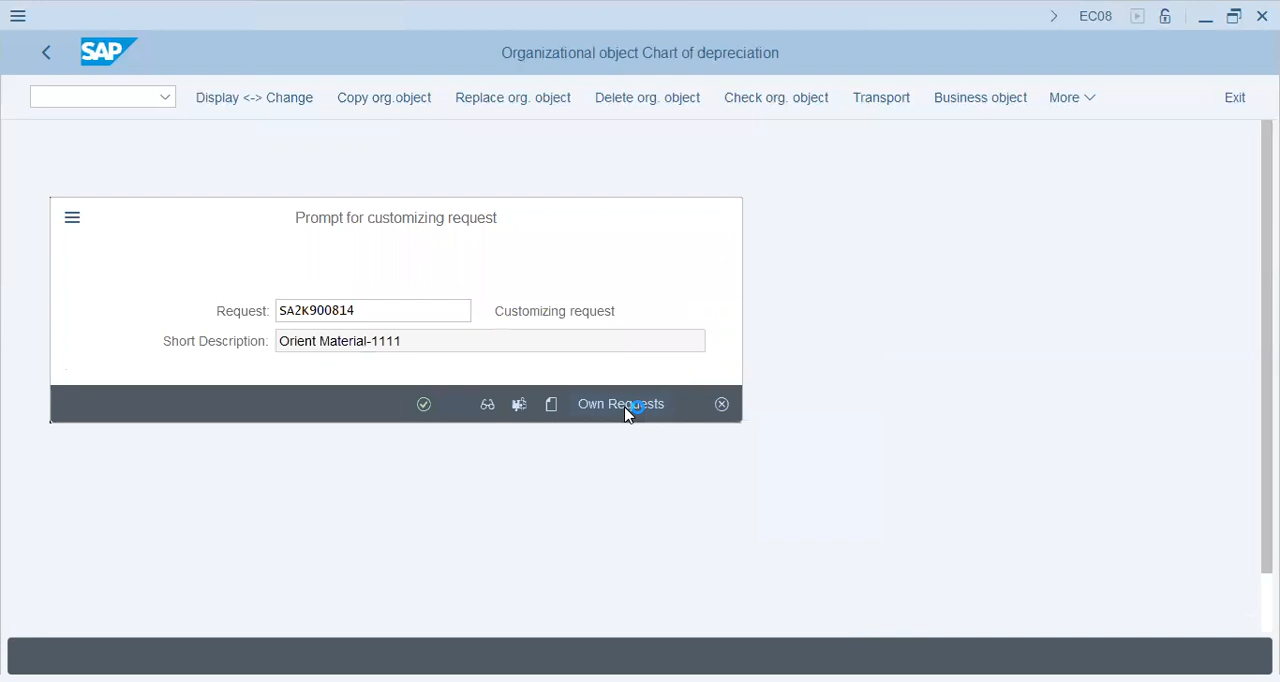 EC08
SAP
Organizational object Chart of depreciation
Display <-> Change Copy org.object Replace org. object Delete org. object Check org. object Transport Business object More Exit
Prompt for customizing request
Request: SA2K900814 Customizing request
Short Description: Orient Material-1111
Own Requests